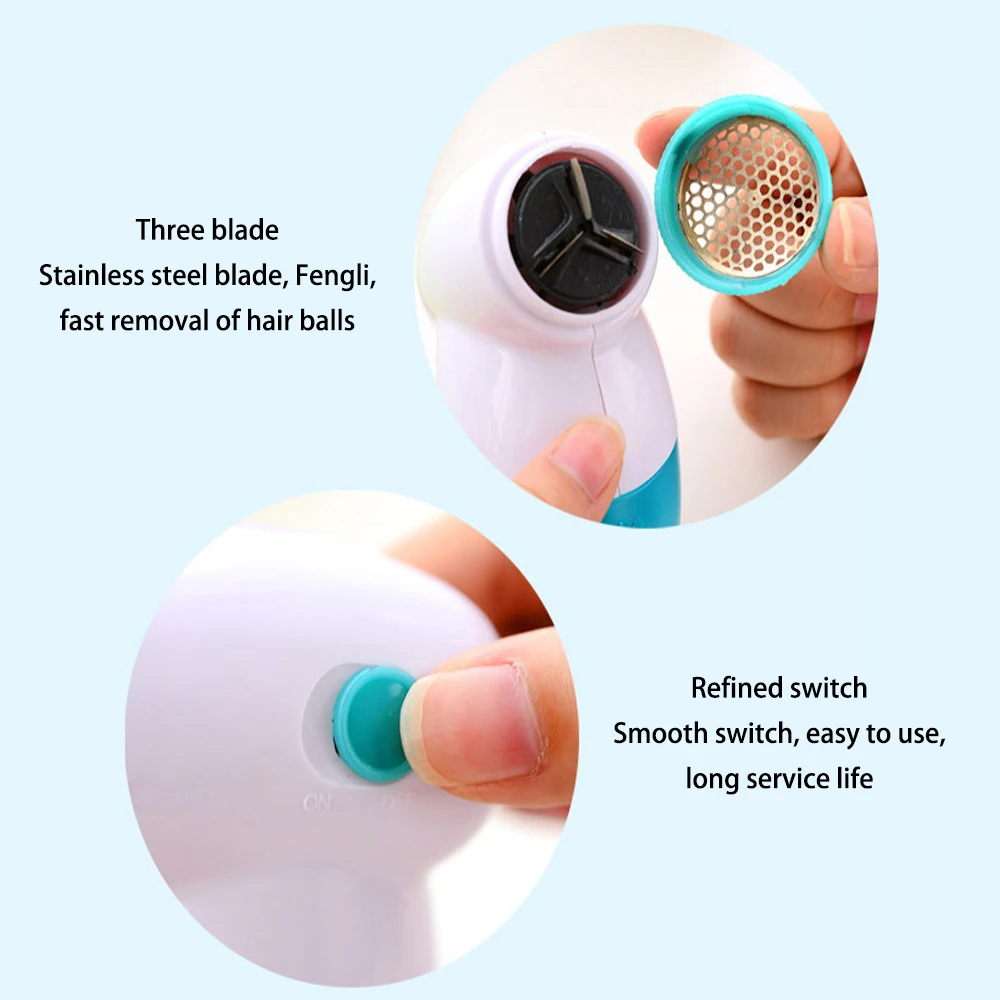 Three blade
Stainless steel blade, Fengli,
fast removal of hair balls
Refined switch
Smooth switch, easy to use,
long service life
ON
OFF